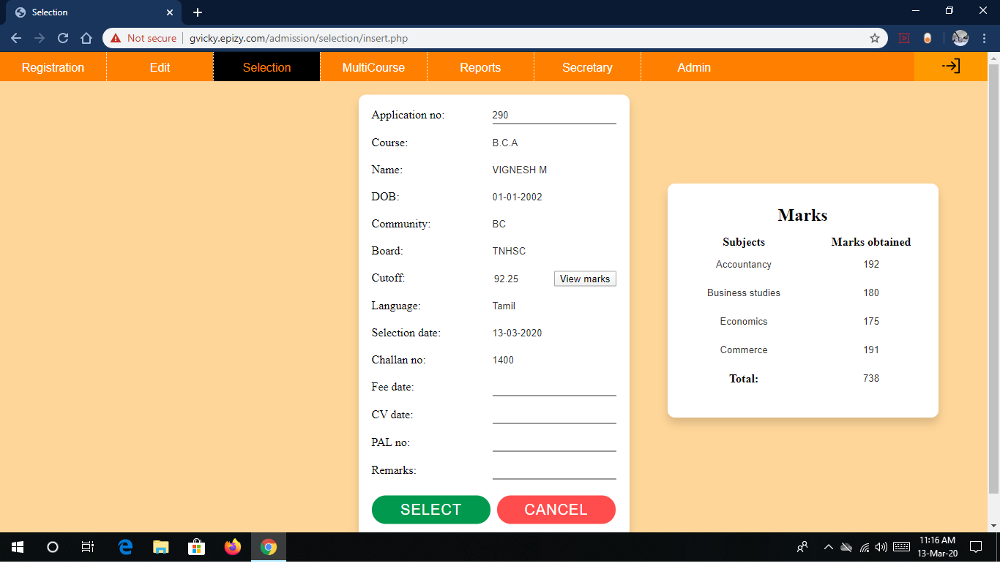 Selection
Not secure gvicky.epizy.com/admission/selection/insert.php
Registration Edit Selection MultiCourse Reports Secretary Admin
Application no: 290
Course: B.C.A
Name: VIGNESH M
DOB: 01-01-2002
Community: BC
Board: TNHSC
Cutoff: 92.25 View marks
Language: Tamil
Selection date: 13-03-2020
Challan no: 1400
Fee date:
CV date:
PAL no:
Remarks:
SELECT CANCEL
Marks
Subjects Marks obtained
Accountancy 192
Business studies 180
Economics 175
Commerce 191
Total: 738
11:16 AM
13-Mar-20